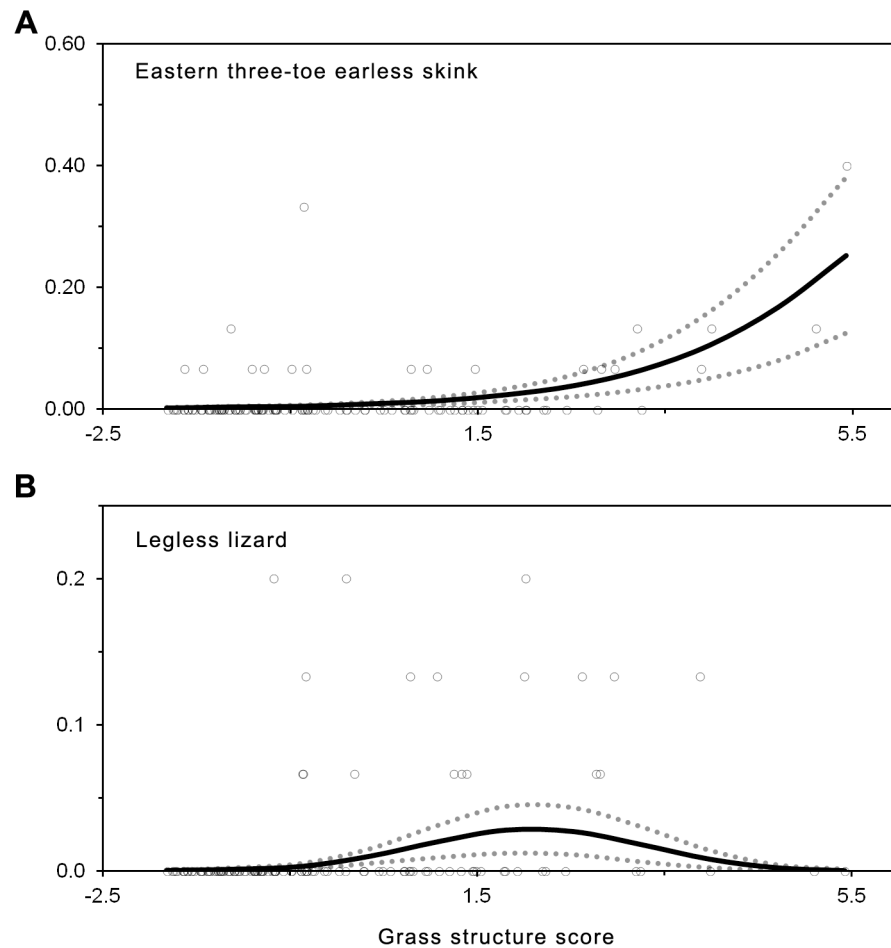 A
0.60
Eastern three-toe earless skink
0.40
0.20
0.00
-2.5
1.5
5.5
B
Legless lizard
0.2
0.1
0.0
-2.5
1.5
5.5
Grass structure score